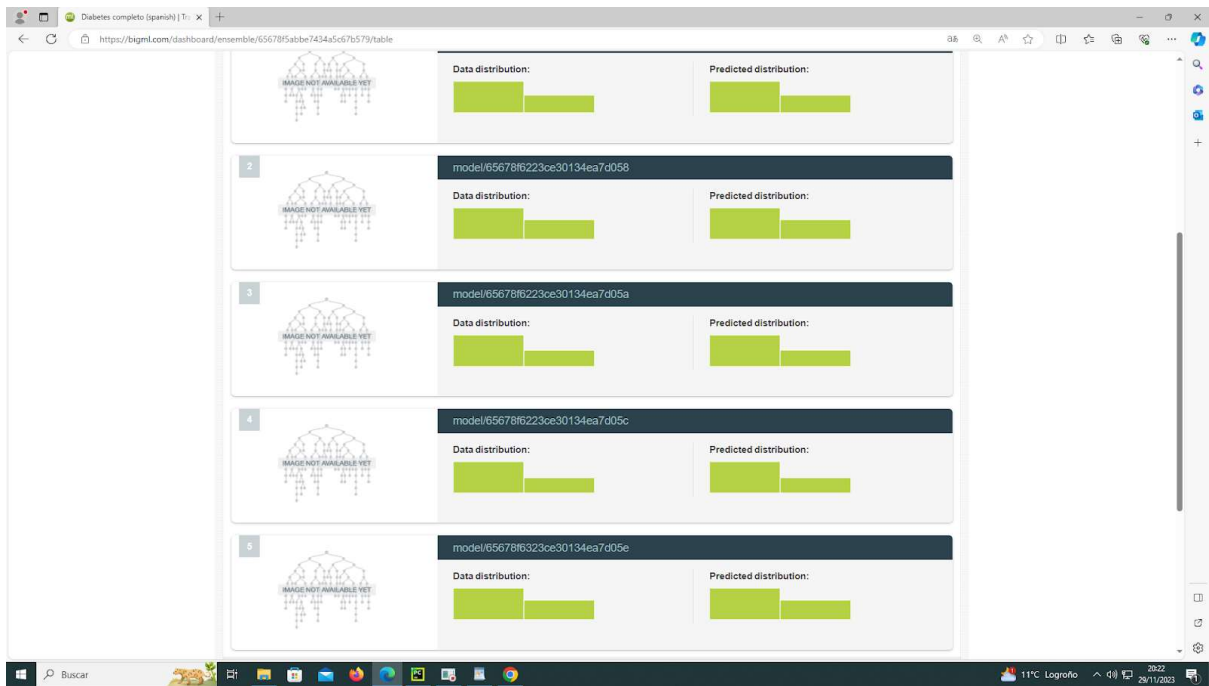 Diabetes completo (spanish) | Tr
https://bigml.com/dashboard/ensemble/65678f5abbe7434a5c67b579/table
IMAGE NOT AVAILABLE YET
Data distribution:
Predicted distribution:
2
model/65678f6223ce30134ea7d058
IMAGE NOT AVAILABLE YET
Data distribution:
Predicted distribution:
3
model/65678f6223ce30134ea7d05a
IMAGE NOT AVAILABLE YET
Data distribution:
Predicted distribution:
4
model/65678f6223ce30134ea7d05c
IMAGE NOT AVAILABLE YET
Data distribution:
Predicted distribution:
5
model/65678f6323ce30134ea7d05e
IMAGE NOT AVAILABLE YET
Data distribution:
Predicted distribution:
Buscar
11°C Logroño
20:22
29/11/2023